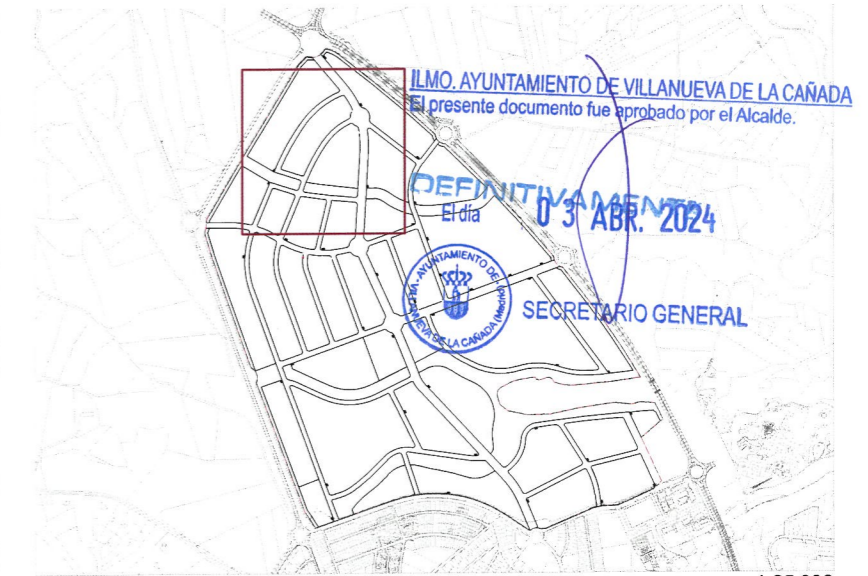 ILMO. AYUNTAMIENTO DE VILLANUEVA DE LA CAÑADA
El presente documento fue aprobado por el Alcalde.
DEFINITIVAMENTE
El día 03 ABR. 2024
AYUNTAMIENTO DE VILLANUEVA DE LA CAÑADA (Madrid)
SECRETARIO GENERAL